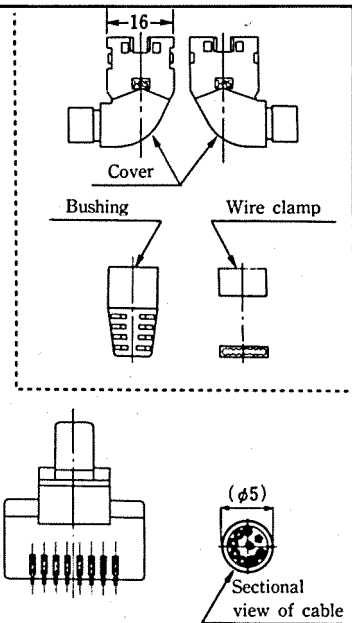 16
Cover
Bushing Wire clamp
(φ5)
Sectional
view of cable